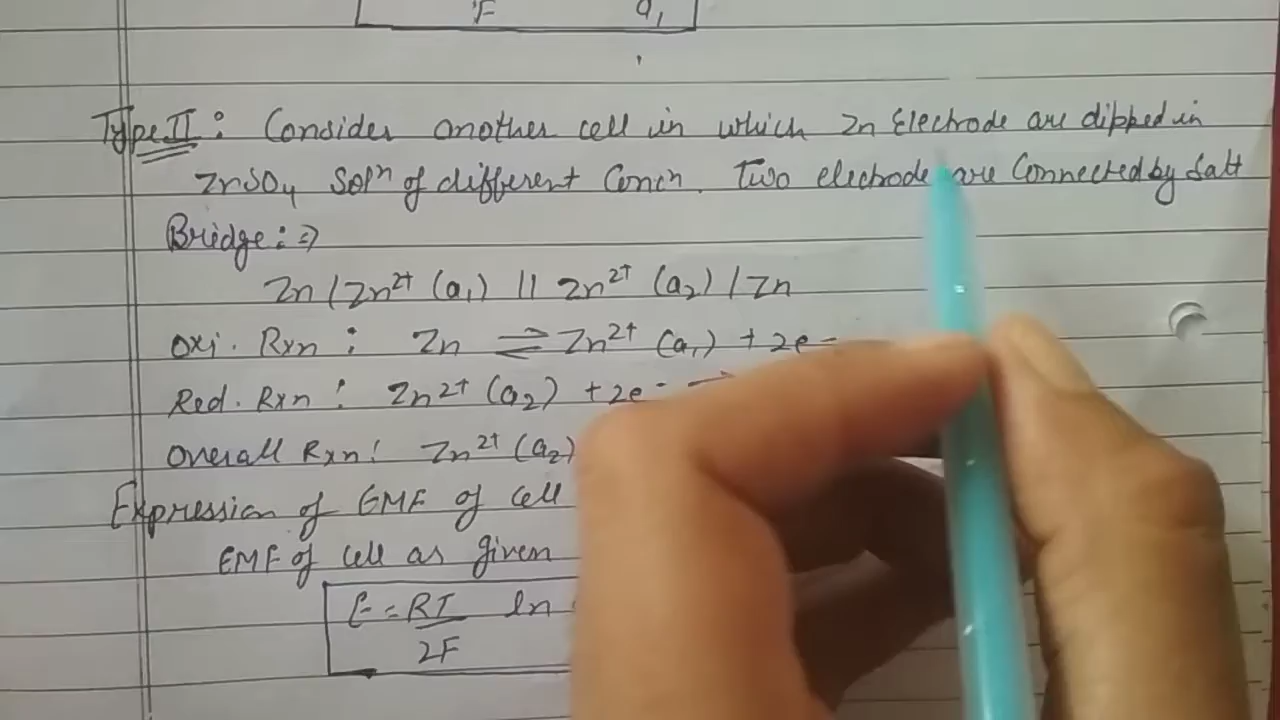 F a₁
Type II : Consider another cell in which Zn Electrode are dipped in
ZnSO₄ Solⁿ of different Concⁿ. Two electrode are Connected by Salt
Bridge : ⇒
Zn / Zn²⁺ (a₁) || Zn²⁺ (a₂) / Zn
Oxi. Rxn : Zn ⇌ Zn²⁺ (a₁) + 2e⁻
Red. Rxn : Zn²⁺ (a₂) + 2e⁻
Overall Rxn : Zn²⁺ (a₂)
Expression of EMF of cell
EMF of cell as given
E = RT ln
2F